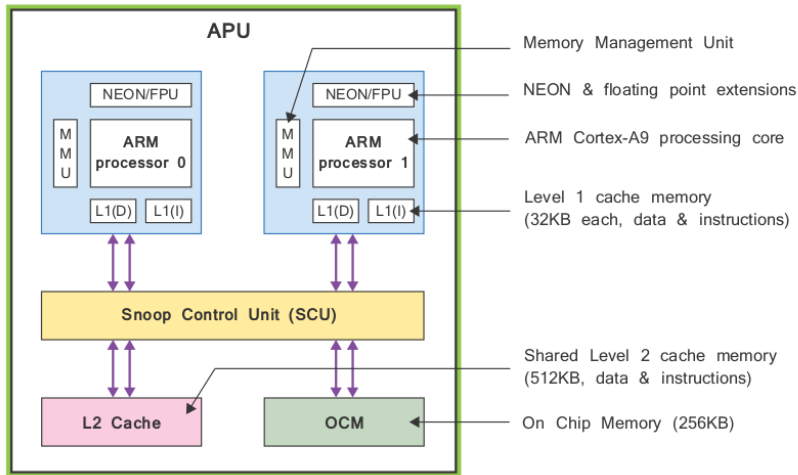 APU
NEON/FPU
M
M
U
ARM
processor 0
L1(D)
L1(I)
NEON/FPU
M
M
U
ARM
processor 1
L1(D)
L1(I)
Snoop Control Unit (SCU)
L2 Cache
OCM
Memory Management Unit
NEON & floating point extensions
ARM Cortex-A9 processing core
Level 1 cache memory
(32KB each, data & instructions)
Shared Level 2 cache memory
(512KB, data & instructions)
On Chip Memory (256KB)